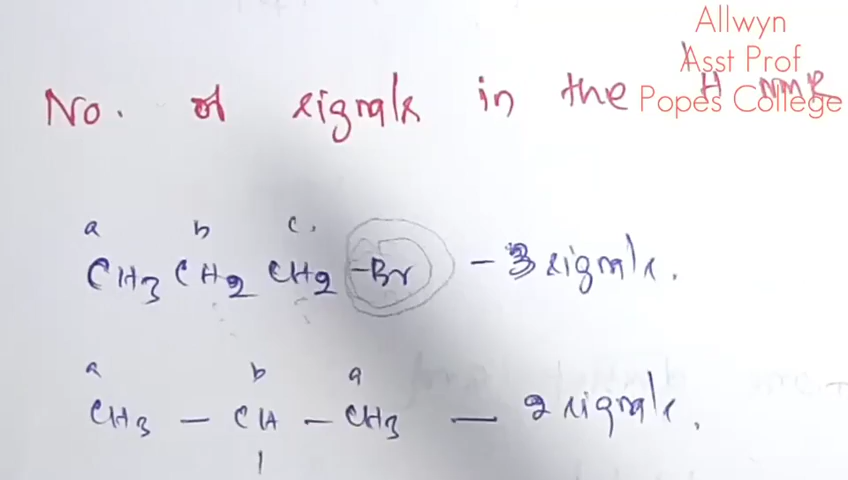 Allwyn
Asst Prof
Popes College
No. of signals in the 1H NMR
a b c.
CH3 CH2 CH2 -Br - 3 signals.
a b a
CH3 - CH - CH3 - 2 signals.